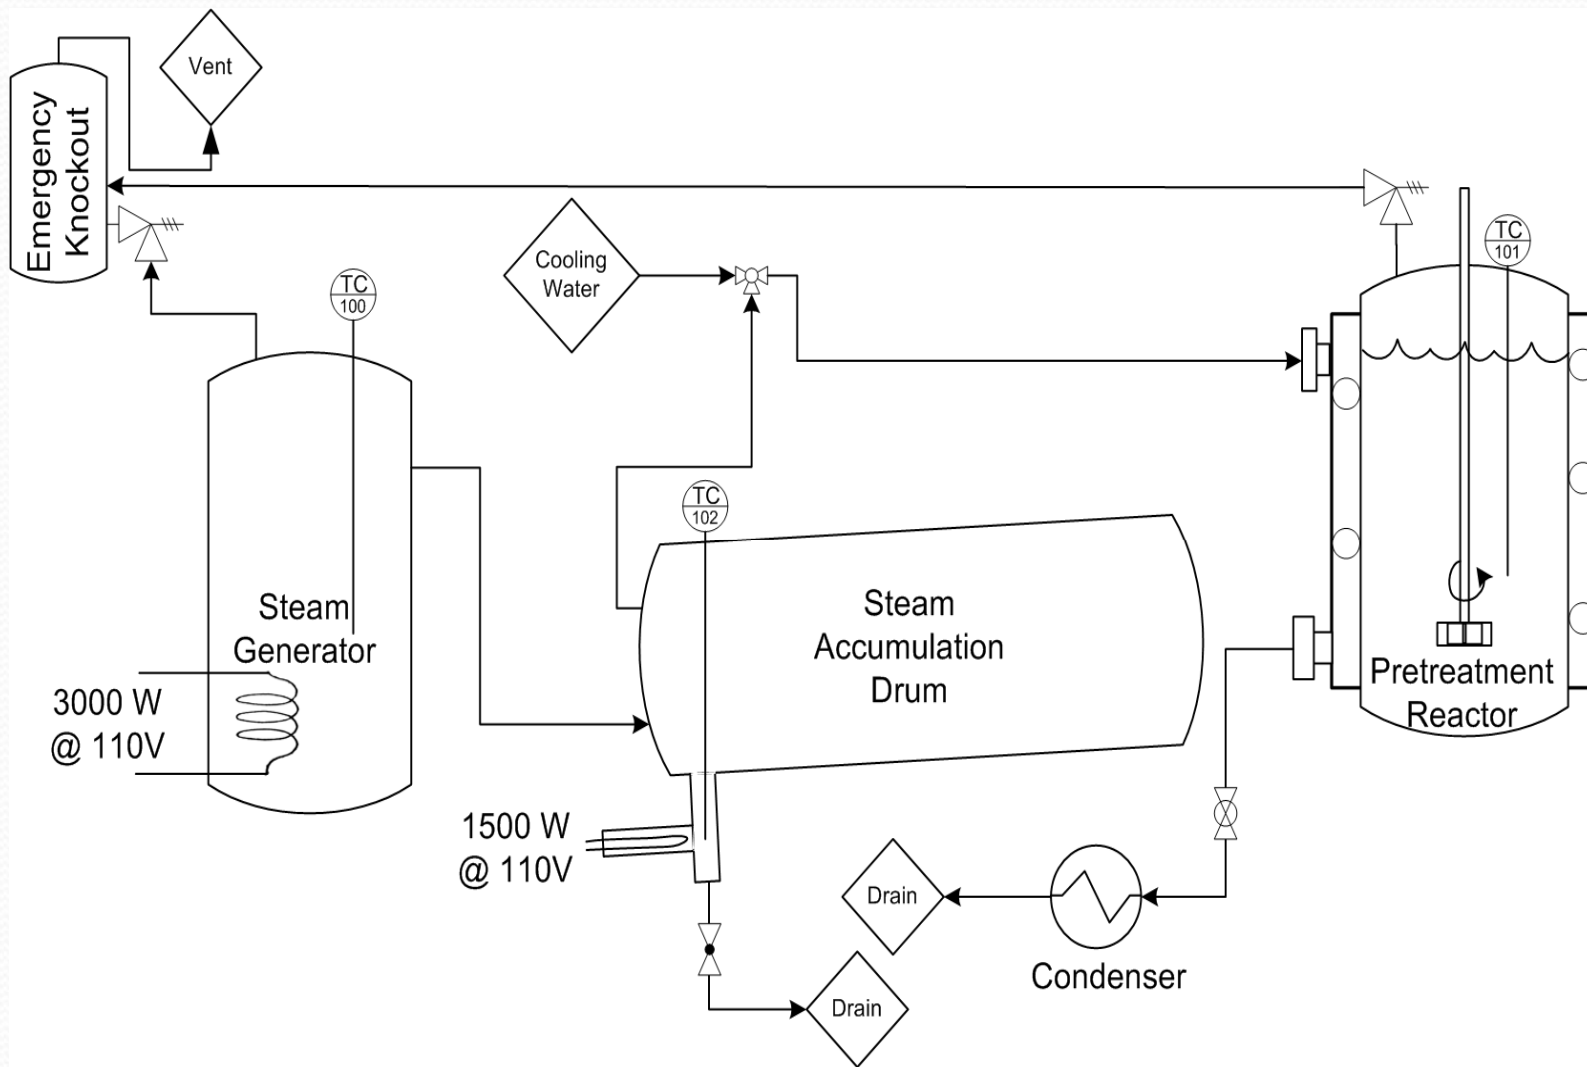 Vent
Emergency
Knockout
TC
101
Cooling
Water
TC
100
TC
102
Steam
Generator
Steam
Accumulation
Drum
3000 W
@ 110V
Pretreatment
Reactor
1500 W
@ 110V
Drain
Condenser
Drain